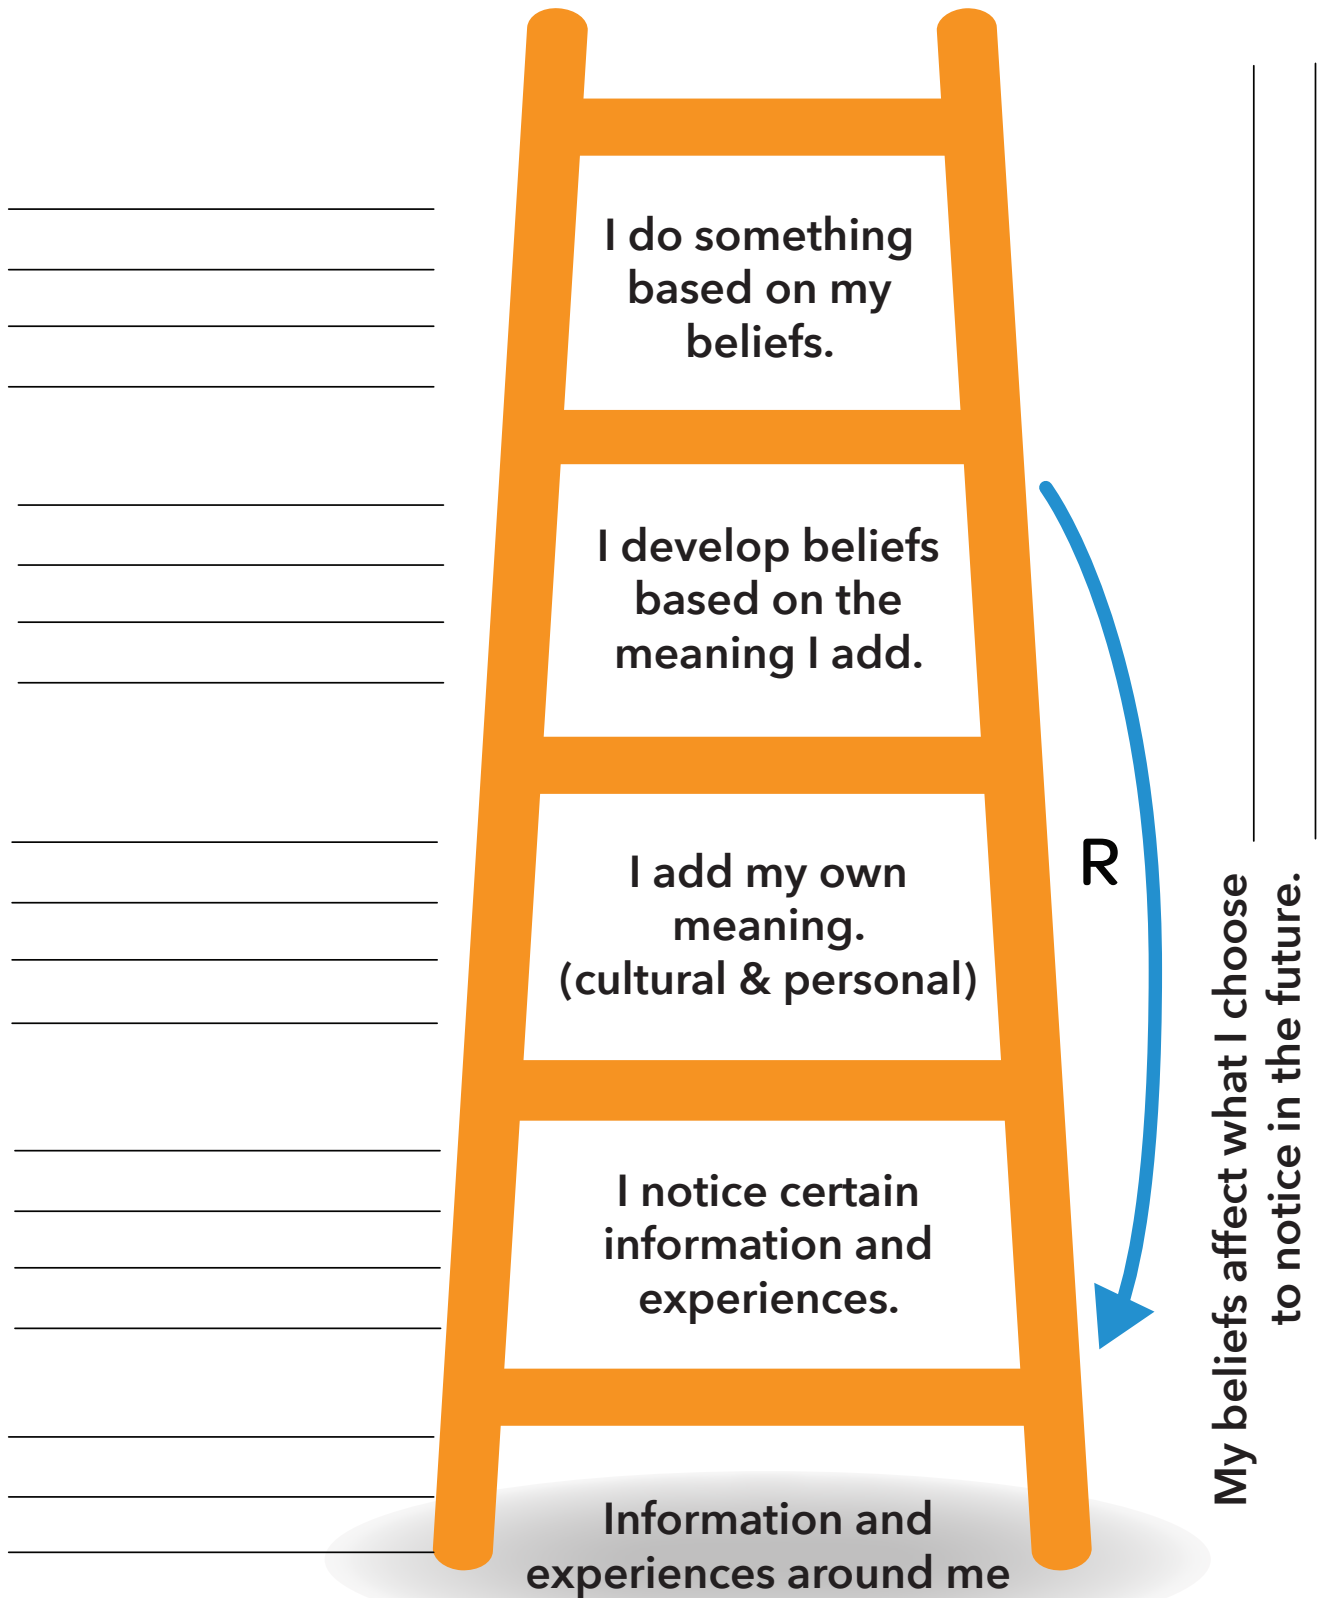 I do something
based on my
beliefs.
I develop beliefs
based on the
meaning I add.
I add my own
meaning.
(cultural & personal)
I notice certain
information and
experiences.
Information and
experiences around me
R
My beliefs affect what I choose
to notice in the future.